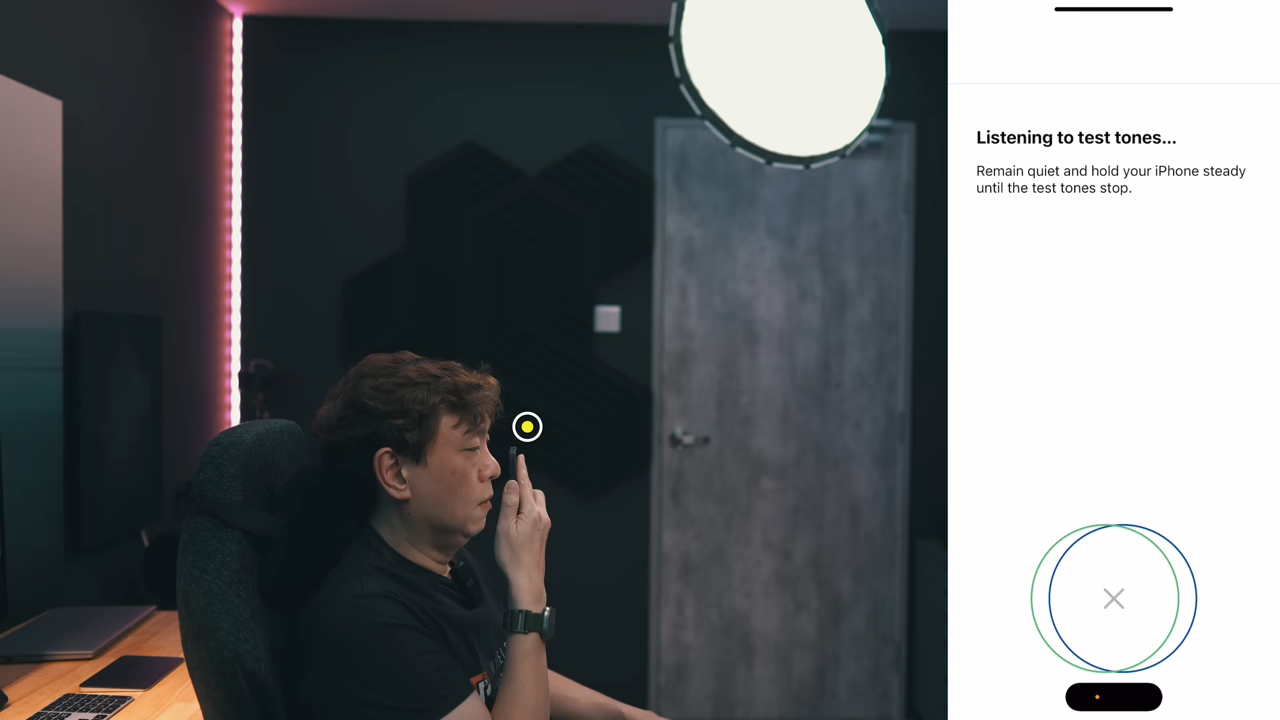 Listening to test tones...
Remain quiet and hold your iPhone steady
until the test tones stop.